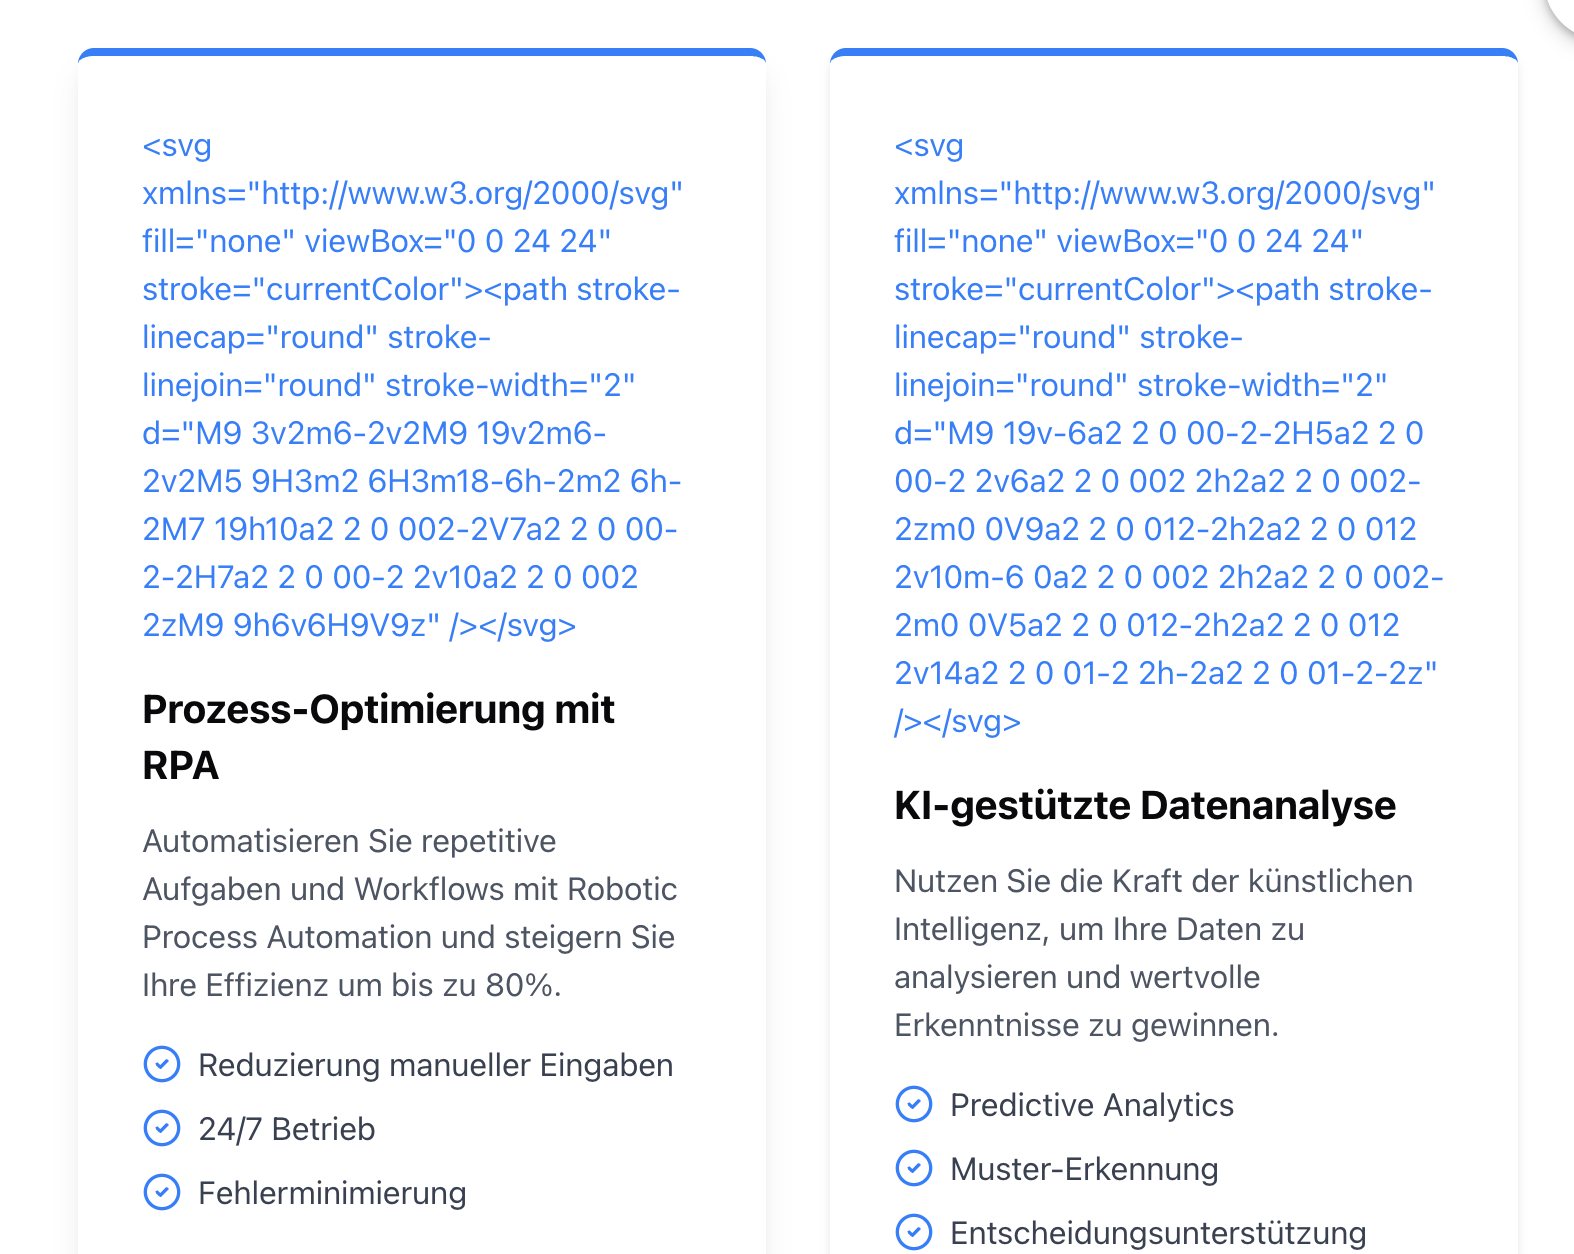 <svg
xmlns="http://www.w3.org/2000/svg"
fill="none" viewBox="0 0 24 24"
stroke="currentColor"><path stroke-
linecap="round" stroke-
linejoin="round" stroke-width="2"
d="M9 3v2m6-2v2M9 19v2m6-
2v2M5 9H3m2 6H3m18-6h-2m2 6h-
2M7 19h10a2 2 0 002-2V7a2 2 0 00-
2-2H7a2 2 0 00-2 2v10a2 2 0 002
2zM9 9h6v6H9V9z" /></svg>
Prozess-Optimierung mit
RPA
Automatisieren Sie repetitive
Aufgaben und Workflows mit Robotic
Process Automation und steigern Sie
Ihre Effizienz um bis zu 80%.
Reduzierung manueller Eingaben
24/7 Betrieb
Fehlerminimierung
<svg
xmlns="http://www.w3.org/2000/svg"
fill="none" viewBox="0 0 24 24"
stroke="currentColor"><path stroke-
linecap="round" stroke-
linejoin="round" stroke-width="2"
d="M9 19v-6a2 2 0 00-2-2H5a2 2 0
00-2 2v6a2 2 0 002 2h2a2 2 0 002-
2zm0 0V9a2 2 0 012-2h2a2 2 0 012
2v10m-6 0a2 2 0 002 2h2a2 2 0 002-
2m0 0V5a2 2 0 012-2h2a2 2 0 012
2v14a2 2 0 01-2 2h-2a2 2 0 01-2-2z"
/></svg>
KI-gestützte Datenanalyse
Nutzen Sie die Kraft der künstlichen
Intelligenz, um Ihre Daten zu
analysieren und wertvolle
Erkenntnisse zu gewinnen.
Predictive Analytics
Muster-Erkennung
Entscheidungsunterstützung